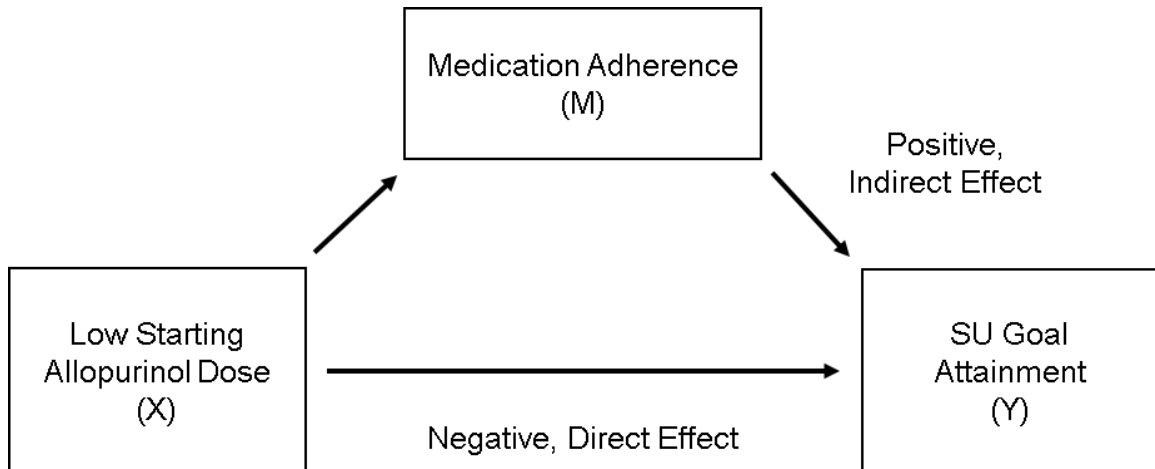 Medication Adherence
(M)
Positive,
Indirect Effect
Low Starting
Allopurinol Dose
(X)
SU Goal
Attainment
(Y)
Negative, Direct Effect